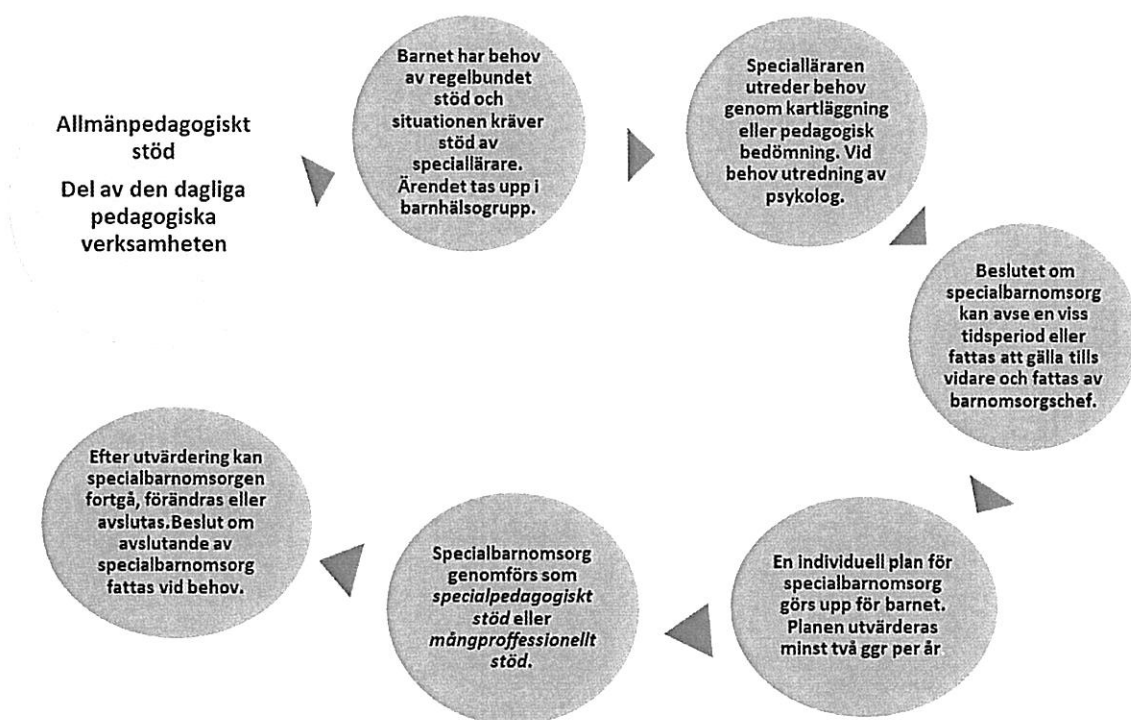 Allmänpedagogiskt
stöd
Del av den dagliga
pedagogiska
verksamheten
Barnet har behov
av regelbundet
stöd och
situationen kräver
stöd av
speciallärare.
Ärendet tas upp i
barnhälsogrupp.
Specialläraren
utreder behov
genom kartläggning
eller pedagogisk
bedömning. Vid
behov utredning av
psykolog.
Beslutet om
specialbarnomsorg
kan avse en viss
tidsperiod eller
fattas att gälla tills
vidare och fattas av
barnomsorgschef.
En individuell plan för
specialbarnomsorg
görs upp för barnet.
Planen utvärderas
minst två ggr per år
Specialbarnomsorg
genomförs som
specialpedagogiskt
stöd eller
mångproffessionellt
stöd.
Efter utvärdering kan
specialbarnomsorgen
fortgå, förändras eller
avslutas.Beslut om
avslutande av
specialbarnomsorg
fattas vid behov.